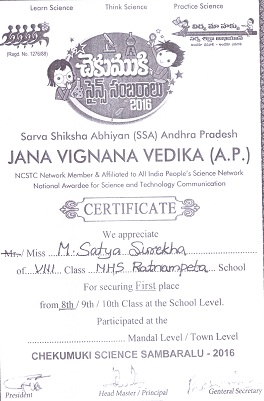 Learn Science Think Science Practice Science
(Regd. No. 1276/88)
చెకుముకి
సైన్స్ సంబరాలు
2016
విద్య మా హక్కు
Sarva Shiksha Abhiyan (SSA) Andhra Pradesh
JANA VIGNANA VEDIKA (A.P.)
NCSTC Network Member & Affiliated to All India People's Science Network
National Awardee for Science and Technology Communication
CERTIFICATE
We appreciate
Mr./ Miss M. Satya Surekha
of VIII Class MHS Ratnampeta School
For securing First place
from 8th / 9th / 10th Class at the School Level.
Participated at the
Mandal Level / Town Level
CHEKUMUKI SCIENCE SAMBARALU - 2016
President Head Master / Principal General Secretary